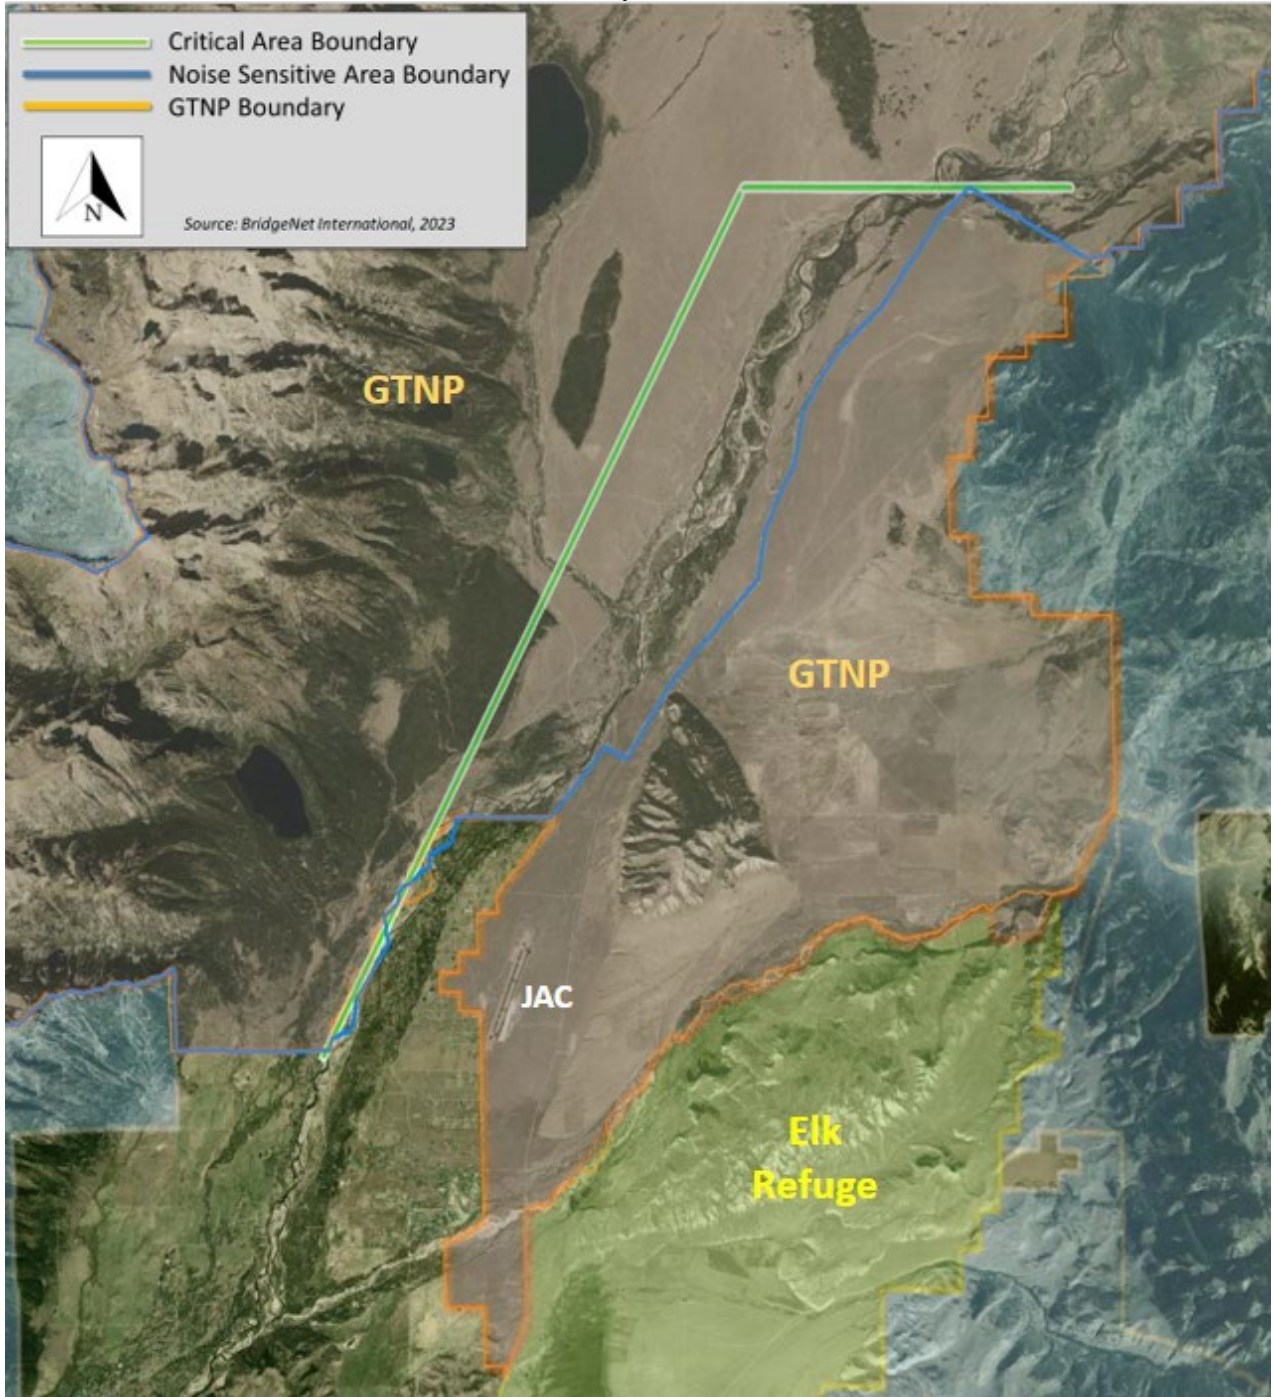 Critical Area Boundary
Noise Sensitive Area Boundary
GTNP Boundary
N
Source: BridgeNet International, 2023
GTNP
GTNP
JAC
Elk
Refuge